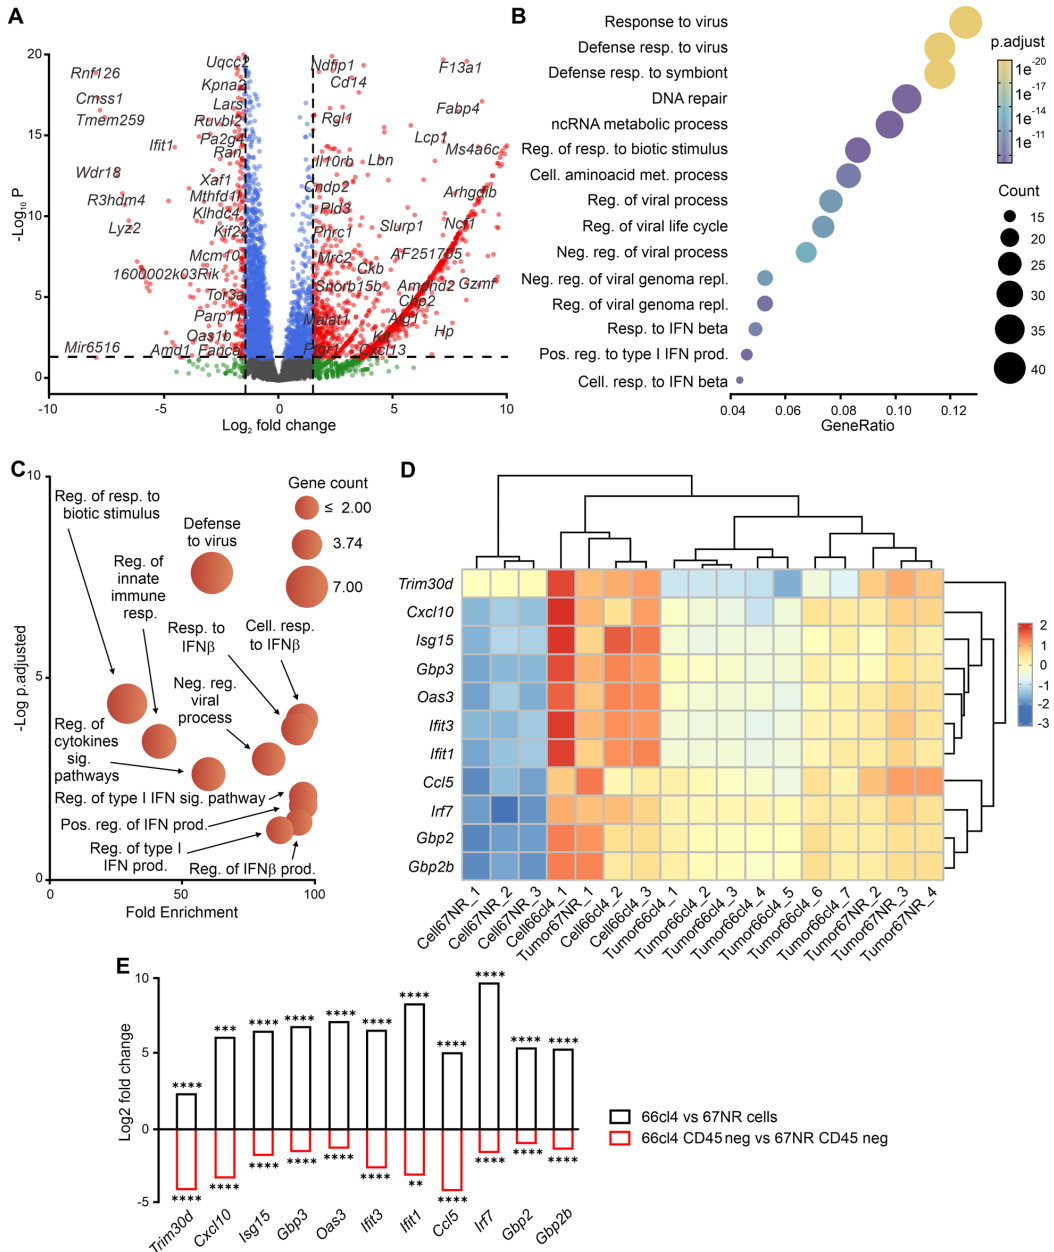 A
-Log10 P
20
15
10
5
0
-10
-5
0
5
10
Log2 fold change
Rnf126
Cmss1
Tmem259
Ifit1
Wdr18
R3hdm4
Lyz2
1600002k03Rik
Mir6516
Amd1
Uqcc2
Kpna2
Lars
Ruvbl2
Pa2g4
Ran
Xaf1
Mthfd1l
Klhdc4
Kif22
Mcm10
Tor3a
Parp11
Oas1b
Fanca
Ndfip1
Cd14
Rgl1
Il10rb
Lbn
Cndp2
Pld3
Pnrc1
Mrc2
Ckb
Snorb15b
Malat1
Ptgr1
F13a1
Fabp4
Lcp1
Ms4a6c
Arhgdib
Slurp1
Ncf1
AF251705
Amond2
Gzmf
Chp2
Alg1
Kit
Hp
Cxcl13
B
Response to virus
Defense resp. to virus
Defense resp. to symbiont
DNA repair
ncRNA metabolic process
Reg. of resp to biotic stimulus
Cell. aminoacid met. process
Reg. of viral process
Reg. of viral life cycle
Neg. reg. of viral process
Neg. reg. of viral genoma repl.
Reg. of viral genoma repl.
Resp. to IFN beta
Pos. reg. to type I IFN prod.
Cell. resp. to IFN beta
0.04
0.06
0.08
0.10
0.12
GeneRatio
p.adjust
1e-20
1e-17
1e-14
1e-11
1e
Count
15
20
25
30
35
40
C
-Log p.adjusted
10
5
0
0
50
100
Fold Enrichment
Reg. of resp. to
biotic stimulus
Defense
to virus
Reg. of
innate
immune
resp.
Resp. to
IFNβ
Cell. resp.
to IFNβ
Neg. reg.
viral
process
Reg. of
cytokines
sig.
pathways
Reg. of type I IFN sig. pathway
Pos. reg. of IFN prod.
Reg. of type I
IFN prod.
Reg. of IFNβ prod.
Gene count
≤ 2.00
3.74
7.00
D
Trim30d
Cxcl10
Isg15
Gbp3
Oas3
Ifit3
Ifit1
Ccl5
Irf7
Gbp2
Gbp2b
Cell67NR_1
Cell67NR_2
Cell67NR_3
Cell66cl4_1
Tumor67NR_1
Cell66cl4_2
Cell66cl4_3
Tumor66cl4_1
Tumor66cl4_2
Tumor66cl4_3
Tumor66cl4_4
Tumor66cl4_5
Tumor66cl4_6
Tumor66cl4_7
Tumor67NR_2
Tumor67NR_3
Tumor67NR_4
2
1
0
-1
-2
-3
E
Log2 fold change
10
5
0
-5
**** *** **** **** **** **** **** **** **** **** ****
**** **** **** **** **** **** ** **** **** **** ****
Trim30d
Cxcl10
Isg15
Gbp3
Oas3
Ifit3
Ifit1
Ccl5
Irf7
Gbp2
Gbp2b
66cl4 vs 67NR cells
66cl4 CD45 neg vs 67NR CD45 neg